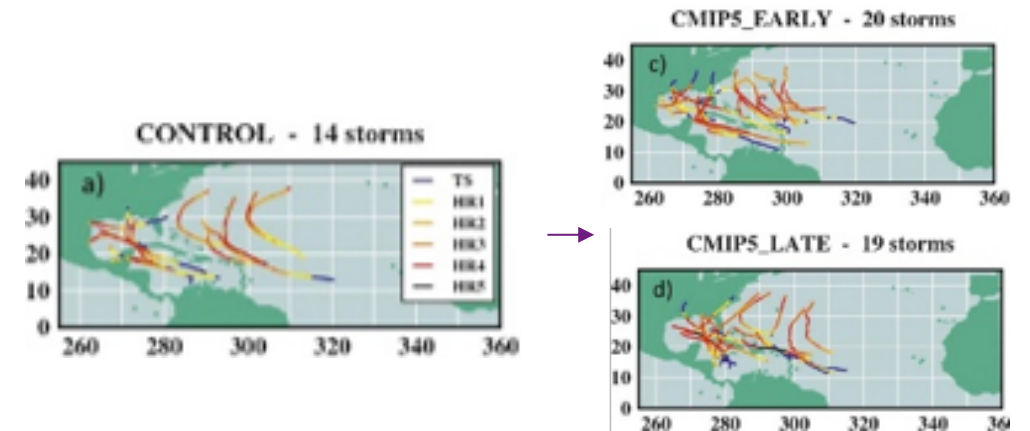 CONTROL - 14 storms
a)
TS
HR1
HR2
HR3
HR4
HR5
40
30
20
10
0
260 280 300 320 340 360
CMIP5_EARLY - 20 storms
c)
40
30
20
10
0
260 280 300 320 340 360
CMIP5_LATE - 19 storms
d)
40
30
20
10
0
260 280 300 320 340 36